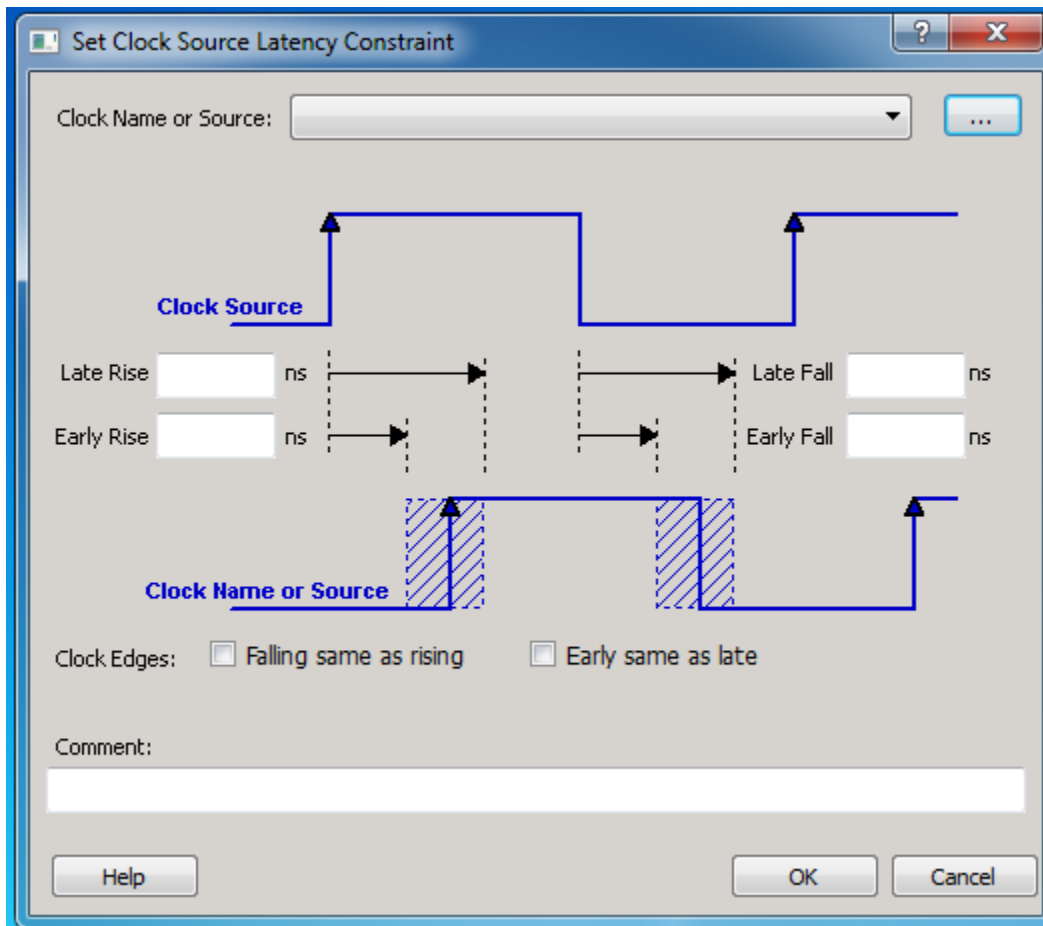 Set Clock Source Latency Constraint
?
Clock Name or Source:
...
Clock Source
Late Rise ns Late Fall ns
Early Rise ns Early Fall ns
Clock Name or Source
Clock Edges: Falling same as rising Early same as late
Comment:
Help OK Cancel